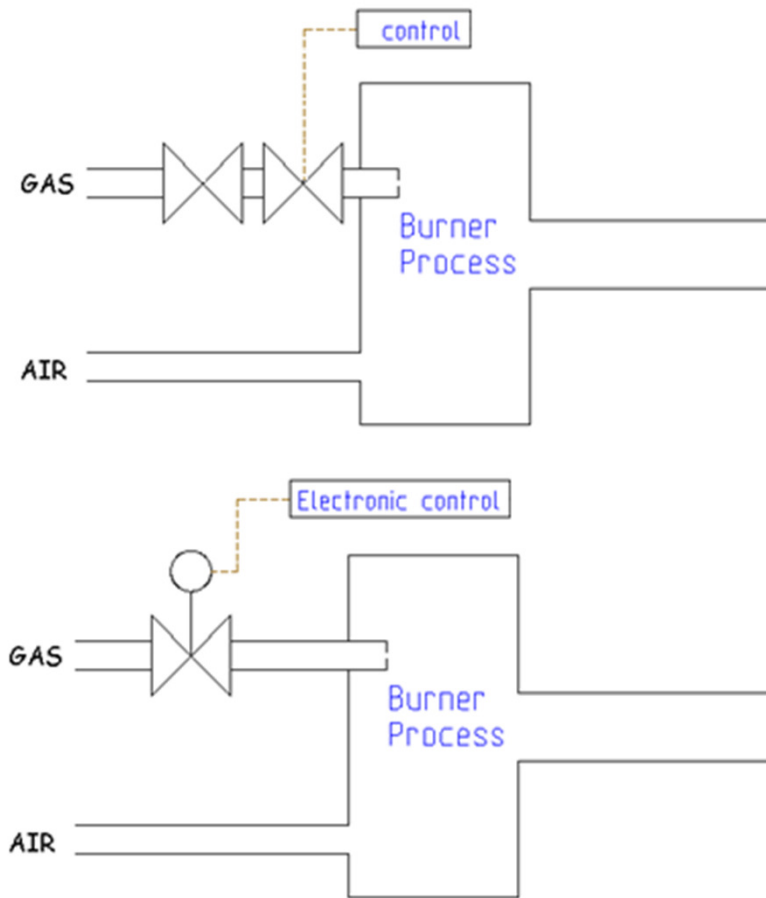 control
GAS
Burner
Process
AIR
Electronic control
GAS
Burner
Process
AIR